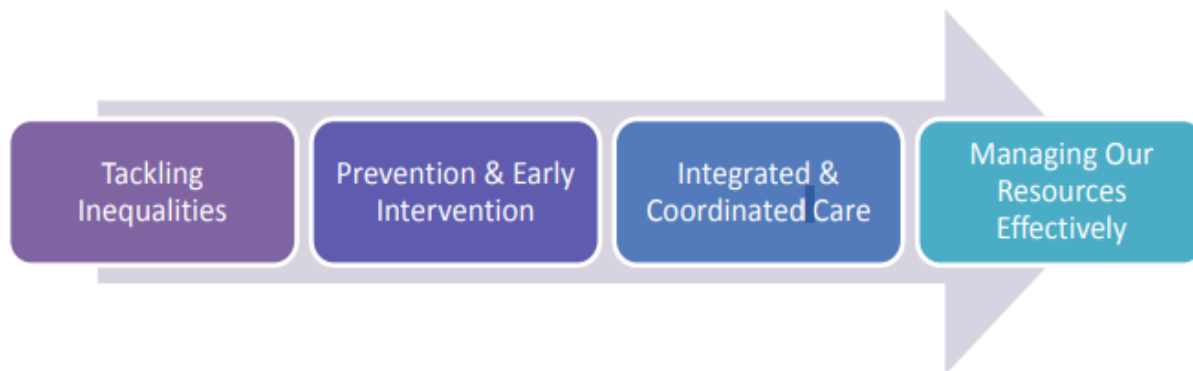 Tackling
Inequalities
Prevention & Early
Intervention
Integrated &
Coordinated Care
Managing Our
Resources
Effectively